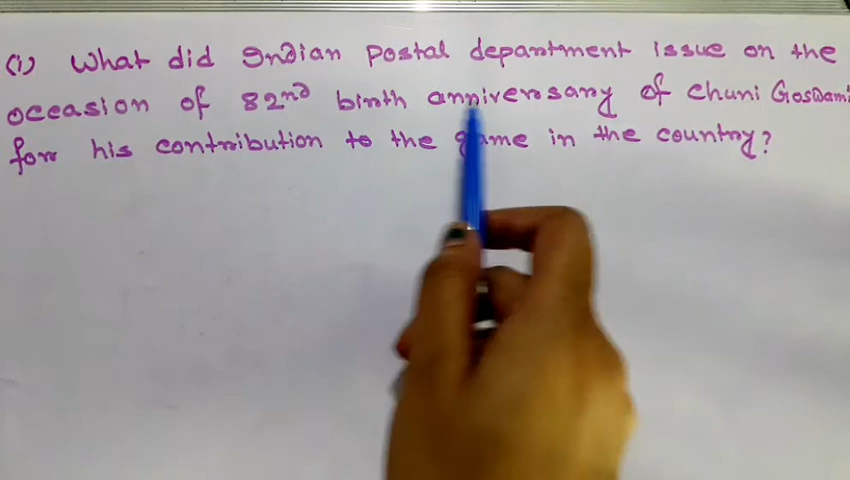 (i) What did Indian Postal department issue on the
occasion of 82nd birth anniversary of Chuni Goswami
for his contribution to the game in the country?